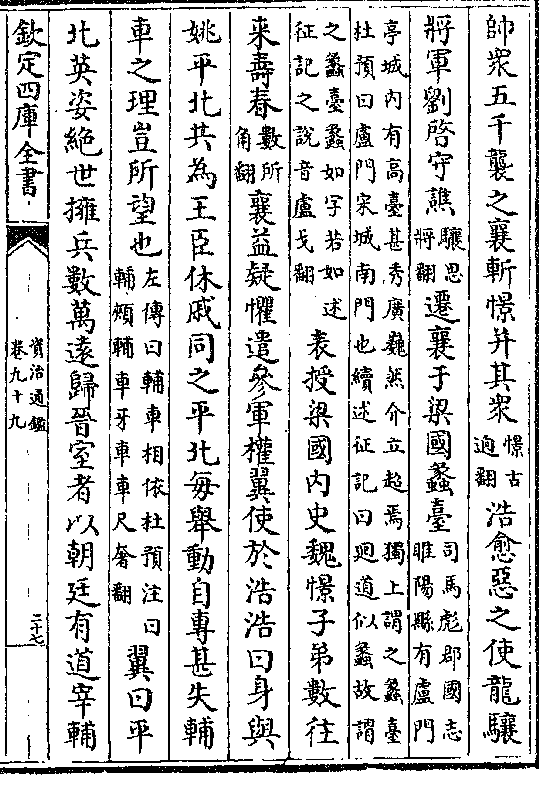 帥衆五千襲之襄斬憬并其衆憬古迥翻浩愈惡之使龍驤
將軍劉啓守譙驤思將翻遷襄于梁國蠡臺司馬彪郡國志睢陽縣有盧門
亭城内有高臺甚秀廣巍然介立超焉獨上謂之蠡臺杜預曰盧門宋城南門也續述征記曰迴道似蠡故謂
之蠡臺蠡如字若如述征記之說音盧戈翻表授梁國内史魏憬子弟數往
來壽春數所角翻襄益疑懼遣參軍權翼使於浩浩曰身與
姚平北共為王臣休戚同之平北每舉動自專甚失輔
車之理豈所望也左傳曰輔車相依杜預注曰輔頰輔車牙車車尺奢翻翼曰平
北英姿絶世擁兵數萬遠歸晉室者以朝廷有道宰輔
欽定四庫全書
資治通鑑
卷九十九
二十七